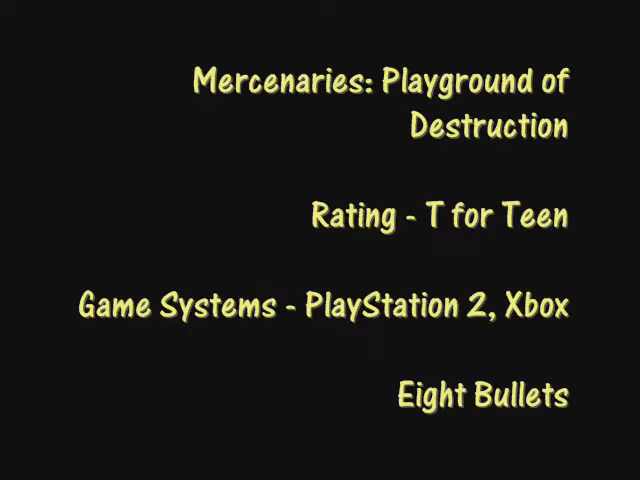 Mercenaries: Playground of
Destruction
Rating - T for Teen
Game Systems - PlayStation 2, Xbox
Eight Bullets